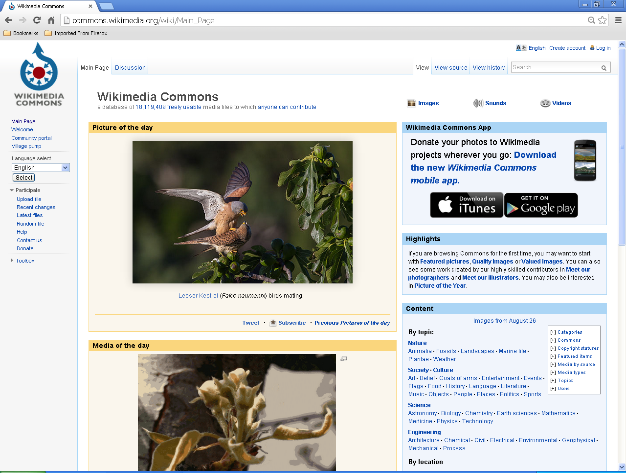 Wikimedia Commons
commons.wikimedia.org/wiki/Main_Page
Bookmarks Imported From Firefox
English Create account Log in
Main Page Discussion View View source View history Search
WIKIMEDIA
COMMONS
Main Page
Welcome
Community portal
Village pump
Language select
English
Select
Participate
Upload file
Recent changes
Latest files
Random file
Help
Contact us
Donate
Toolbox
Wikimedia Commons
a database of freely usable media files to which anyone can contribute
Images Sounds Videos
Picture of the day
Lesser Kestrel (Falco naumanni) birds mating.
Tweet • Subscribe • Previous Pictures of the day
Media of the day
Wikimedia Commons App
Donate your photos to Wikimedia
projects wherever you go: Download
the new Wikimedia Commons
mobile app.
Download on
iTunes
GET IT ON
Google play
Highlights
If you are browsing Commons for the first time, you may want to start
with Featured pictures, Quality images or Valued images. You can also
see some work created by our highly skilled contributors in Meet our
photographers and Meet our illustrators. You may also be interested
in Picture of the Year.
Content
Images from August 26
[+] Categories
[+] Commons
[+] Copyright statuses
[+] Featured items
[+] Media by source
[+] Media types
[+] Topics
[+] Users
By topic
Nature
Animalia · Fossils · Landscapes · Marine life ·
Plantae · Weather
Society · Culture
Art · Belief · Coats of arms · Entertainment · Events ·
Flags · Food · History · Language · Literature ·
Music · Objects · People · Places · Politics · Sports
Science
Astronomy · Biology · Chemistry · Earth sciences · Mathematics ·
Medicine · Physics · Technology
Engineering
Architecture · Chemical · Civil · Electrical · Environmental · Geophysical ·
Mechanical · Process
By location